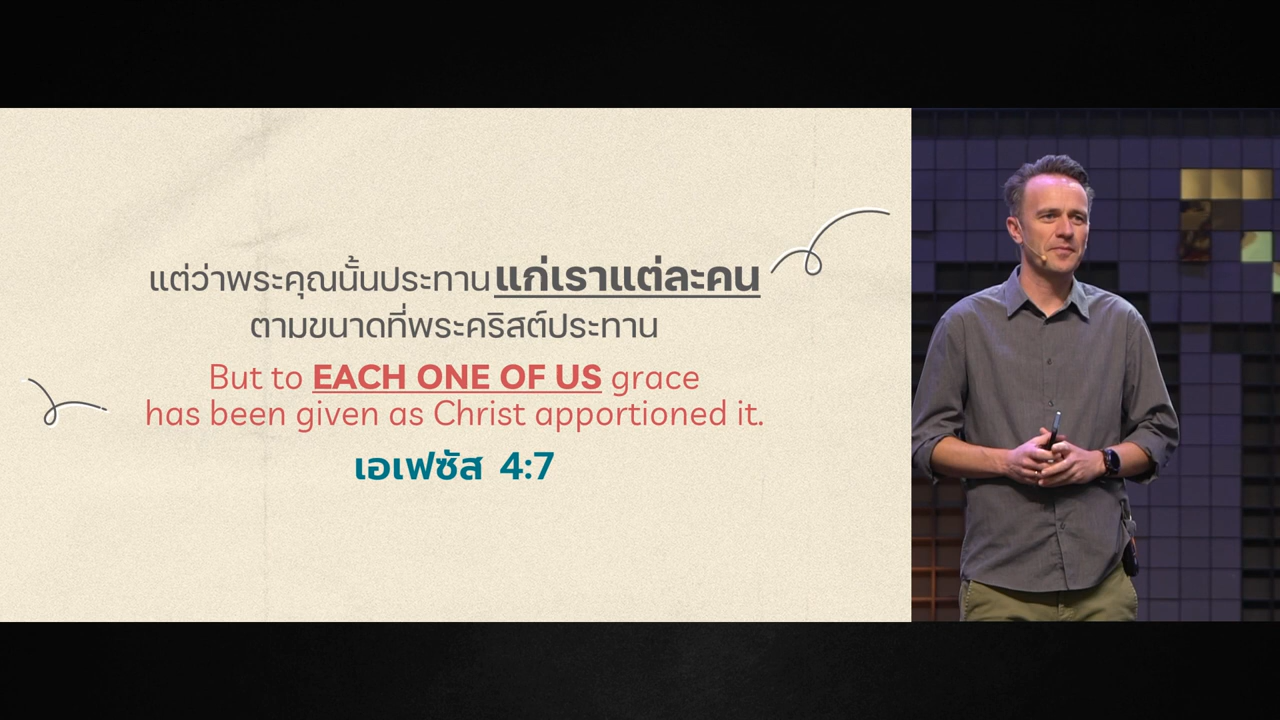 แต่ว่าพระคุณนั้นประทานแก่เราแต่ละคน
ตามขนาดที่พระคริสต์ประทาน
But to EACH ONE OF US grace
has been given as Christ apportioned it.
เอเฟซัส 4:7